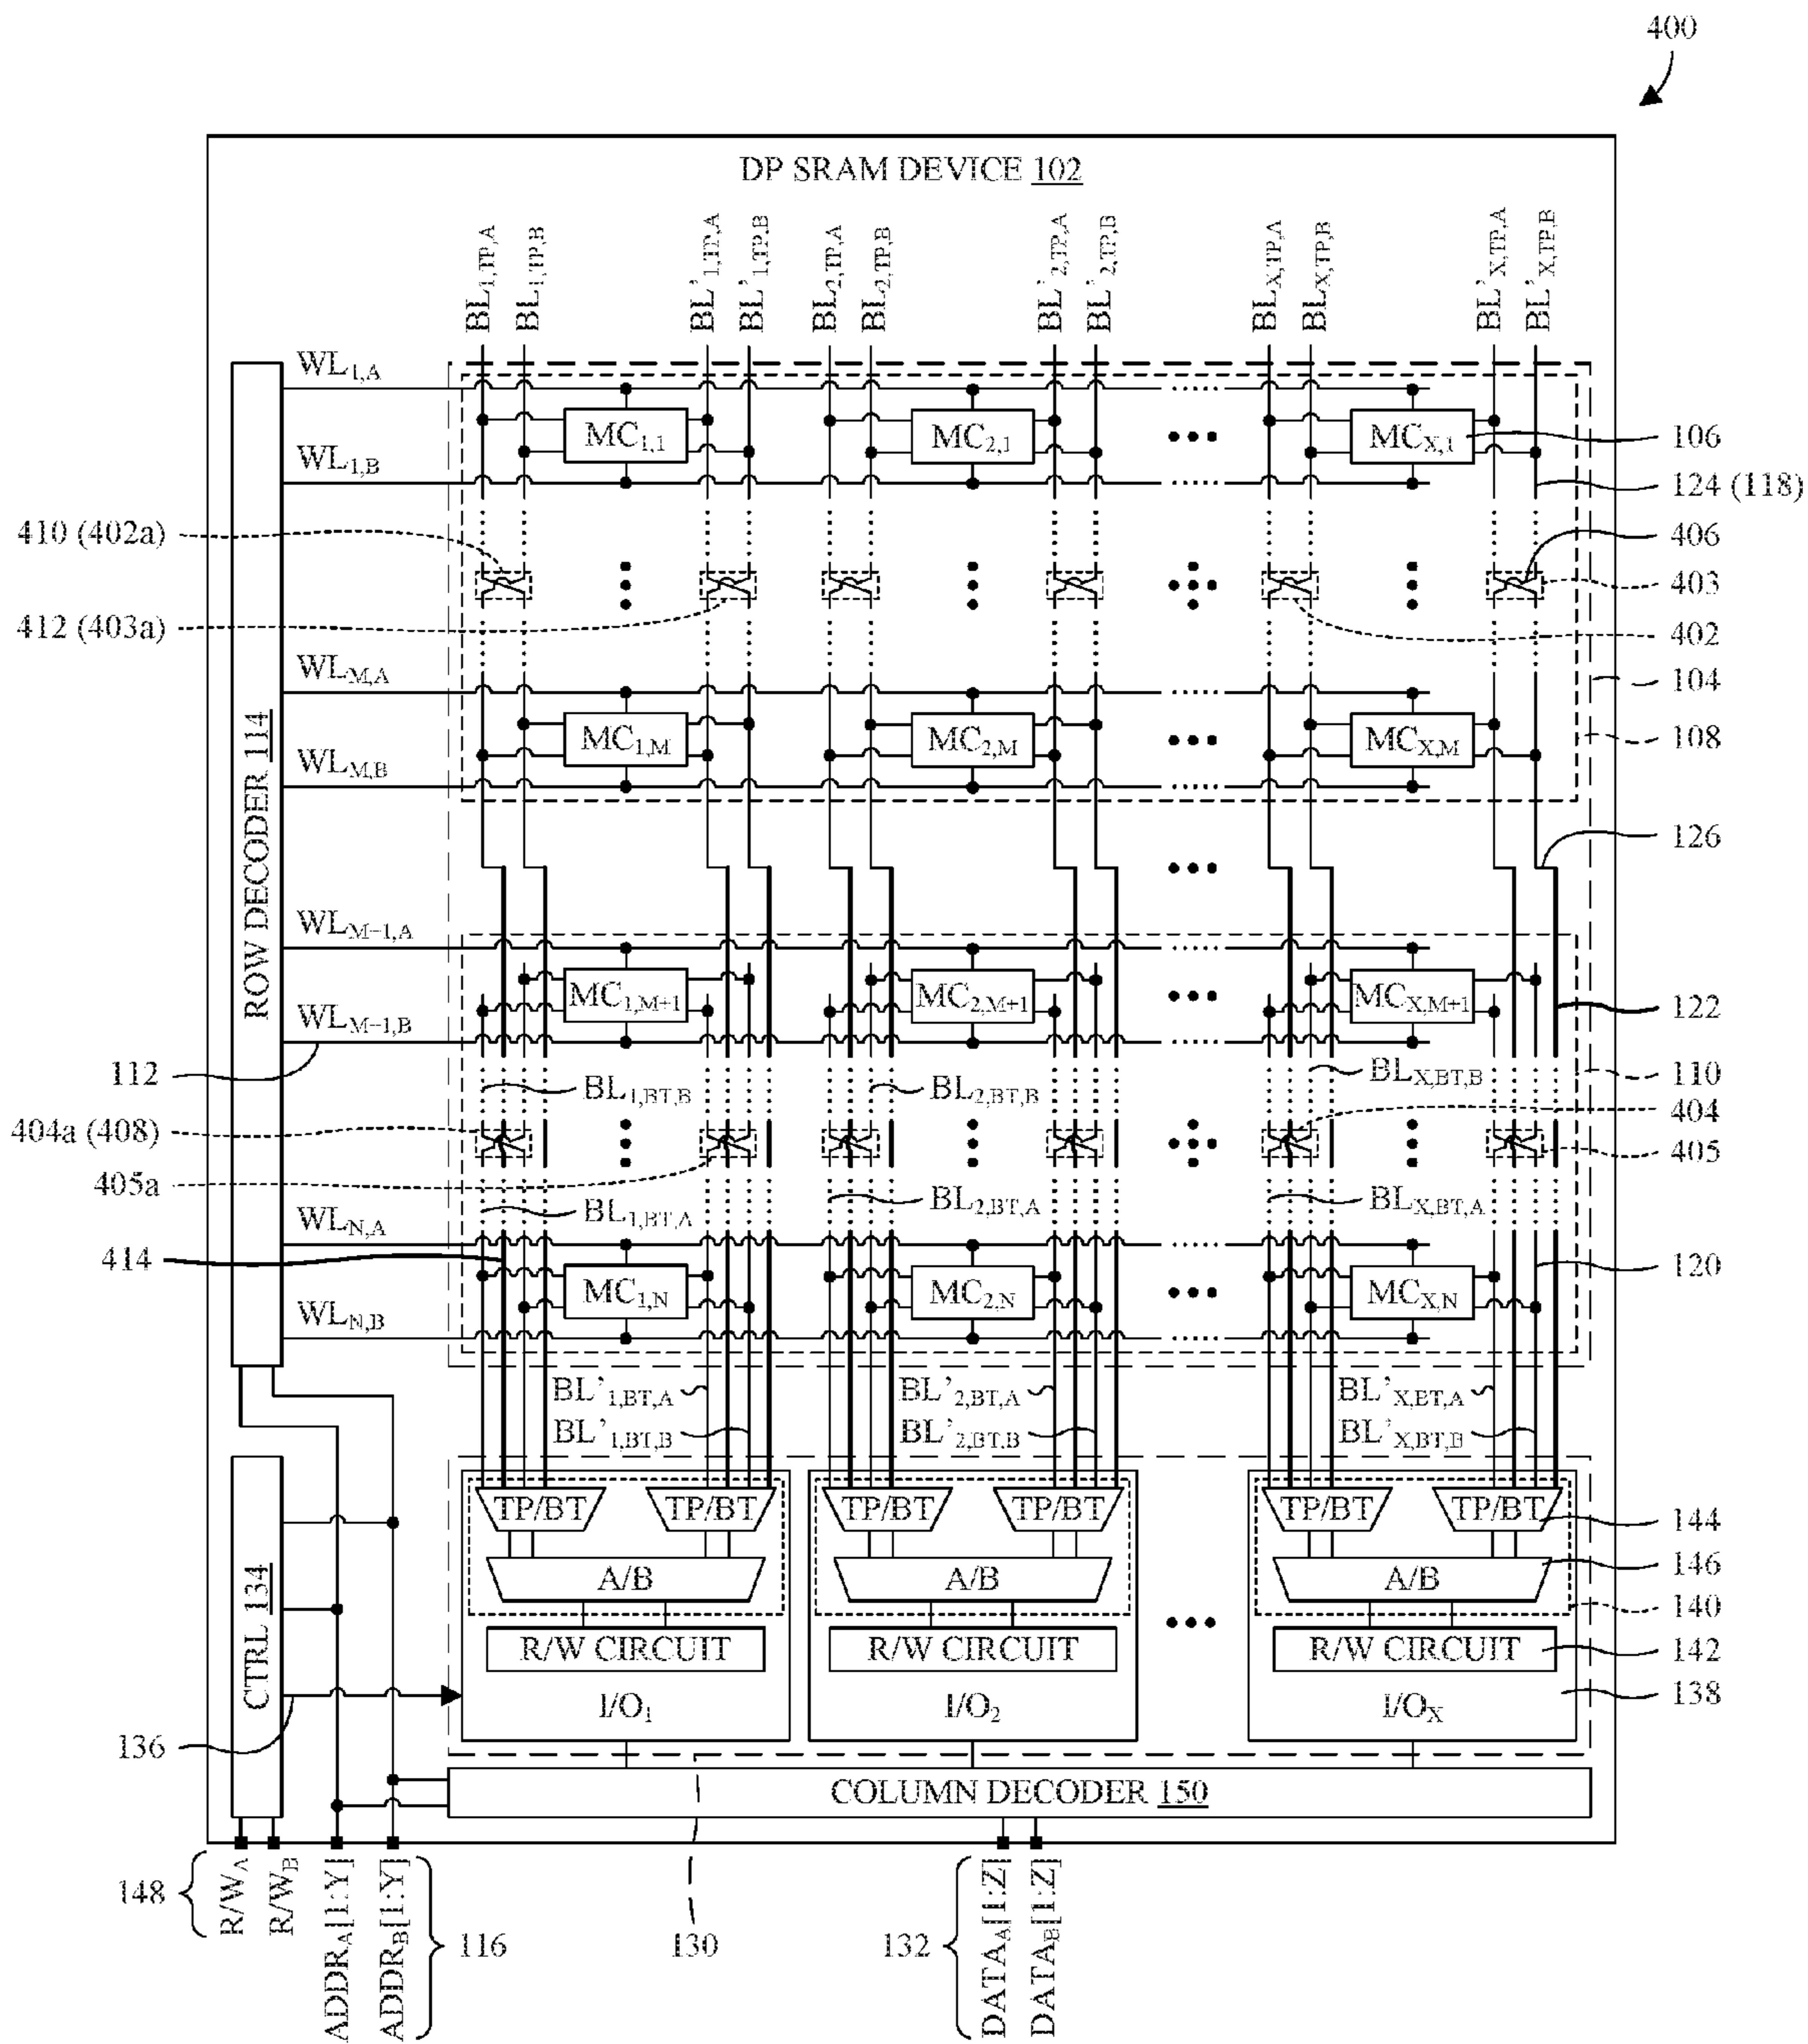 400
DP SRAM DEVICE 102
BL1,TP,A
BL1,TP,B
BL'1,TP,A
BL'1,TP,B
BL2,TP,A
BL2,TP,B
BL'2,TP,A
BL'2,TP,B
BLX,TP,A
BLX,TP,B
BL'X,TP,A
BL'X,TP,B
WL1,A
MC1,1 MC2,1 MCX,1 106
WL1,B
124 (118)
410 (402a)
406
403
412 (403a)
402
WLM,A
104
MC1,M MC2,M MCX,M 108
WLM,B
ROW DECODER 114
126
WLM−1,A
MC1,M+1 MC2,M+1 MCX,M+1 122
WLM−1,B
112
BL1,BT,B BL2,BT,B BLX,BT,B 110
404
404a (408)
405
405a
BL1,BT,A BL2,BT,A BLX,BT,A
WLN,A
414
120
MC1,N MC2,N MCX,N
WLN,B
BL'1,BT,A BL'2,BT,A BL'X,BT,A
BL'1,BT,B BL'2,BT,B BL'X,BT,B
TP/BT TP/BT TP/BT TP/BT TP/BT TP/BT 144
A/B A/B A/B 146
140
CTRL 134
R/W CIRCUIT R/W CIRCUIT R/W CIRCUIT 142
I/O1 I/O2 I/OX 138
136
COLUMN DECODER 150
148
R/WA
R/WB
ADDRA[1:Y]
ADDRB[1:Y]
116
130
132
DATAA[1:Z]
DATAB[1:Z]